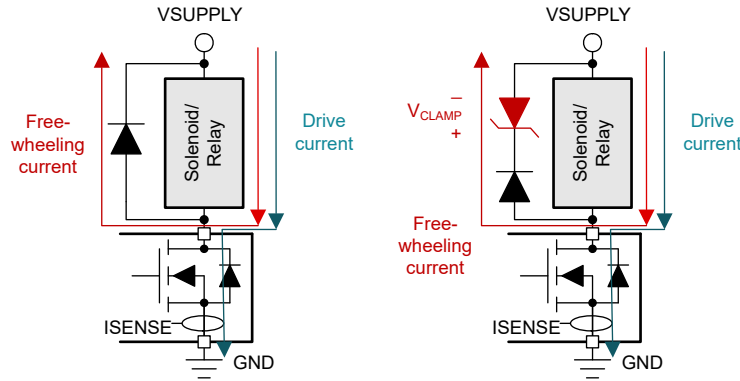 VSUPPLY
Free-
wheeling
current
Solenoid/
Relay
Drive
current
ISENSE
GND
VSUPPLY
VCLAMP
–
+
Solenoid/
Relay
Drive
current
Free-
wheeling
current
ISENSE
GND